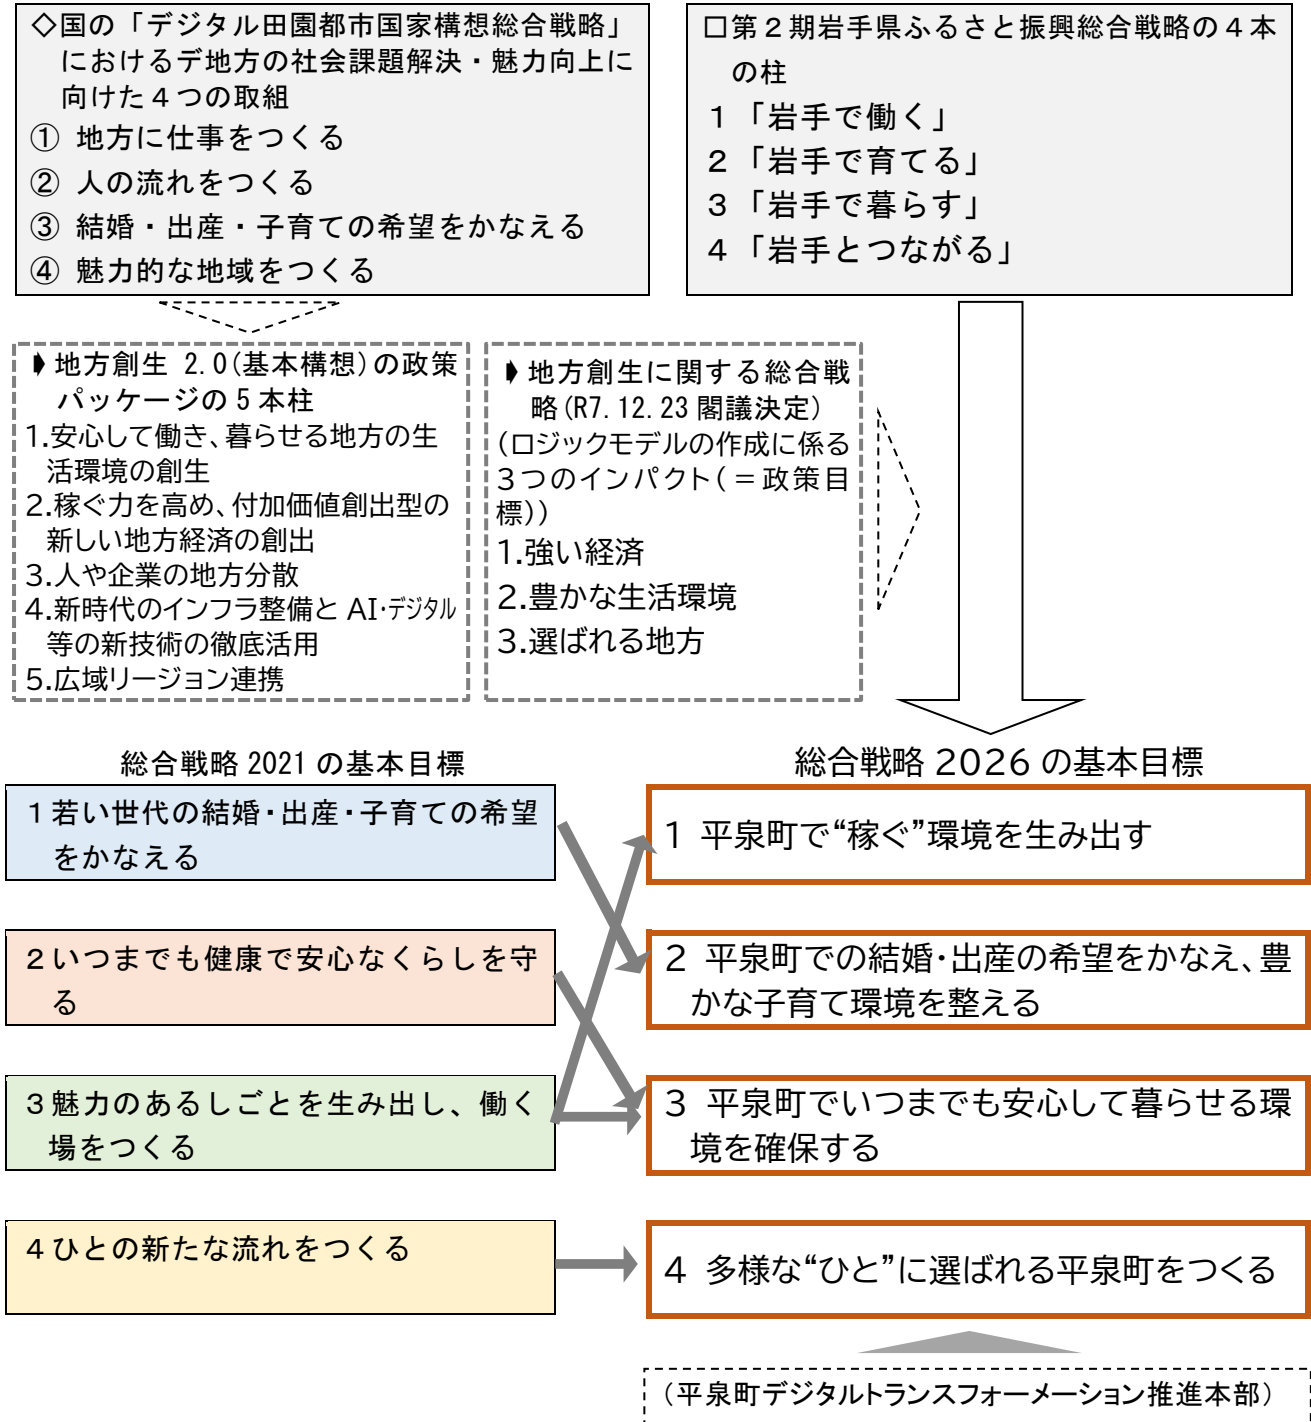 ◇国の「デジタル田園都市国家構想総合戦略」
におけるデ地方の社会課題解決・魅力向上に
向けた４つの取組
① 地方に仕事をつくる
② 人の流れをつくる
③ 結婚・出産・子育ての希望をかなえる
④ 魅力的な地域をつくる
□第２期岩手県ふるさと振興総合戦略の４本
の柱
１「岩手で働く」
２「岩手で育てる」
３「岩手で暮らす」
４「岩手とつながる」
➧地方創生 2.0(基本構想)の政策
パッケージの５本柱
1.安心して働き、暮らせる地方の生
活環境の創生
2.稼ぐ力を高め、付加価値創出型の
新しい地方経済の創出
3.人や企業の地方分散
4.新時代のインフラ整備と AI・デジタル
等の新技術の徹底活用
5.広域リージョン連携
➧地方創生に関する総合戦
略(R7.12.23 閣議決定)
(ロジックモデルの作成に係る
3つのインパクト(＝政策目
標))
1.強い経済
2.豊かな生活環境
3.選ばれる地方
総合戦略 2021 の基本目標
１若い世代の結婚・出産・子育ての希望
をかなえる
２いつまでも健康で安心なくらしを守
る
３魅力のあるしごとを生み出し、働く
場をつくる
４ひとの新たな流れをつくる
総合戦略 2026 の基本目標
1 平泉町で“稼ぐ”環境を生み出す
2 平泉町での結婚・出産の希望をかなえ、豊
かな子育て環境を整える
3 平泉町でいつまでも安心して暮らせる環
境を確保する
4 多様な“ひと”に選ばれる平泉町をつくる
(平泉町デジタルトランスフォーメーション推進本部)